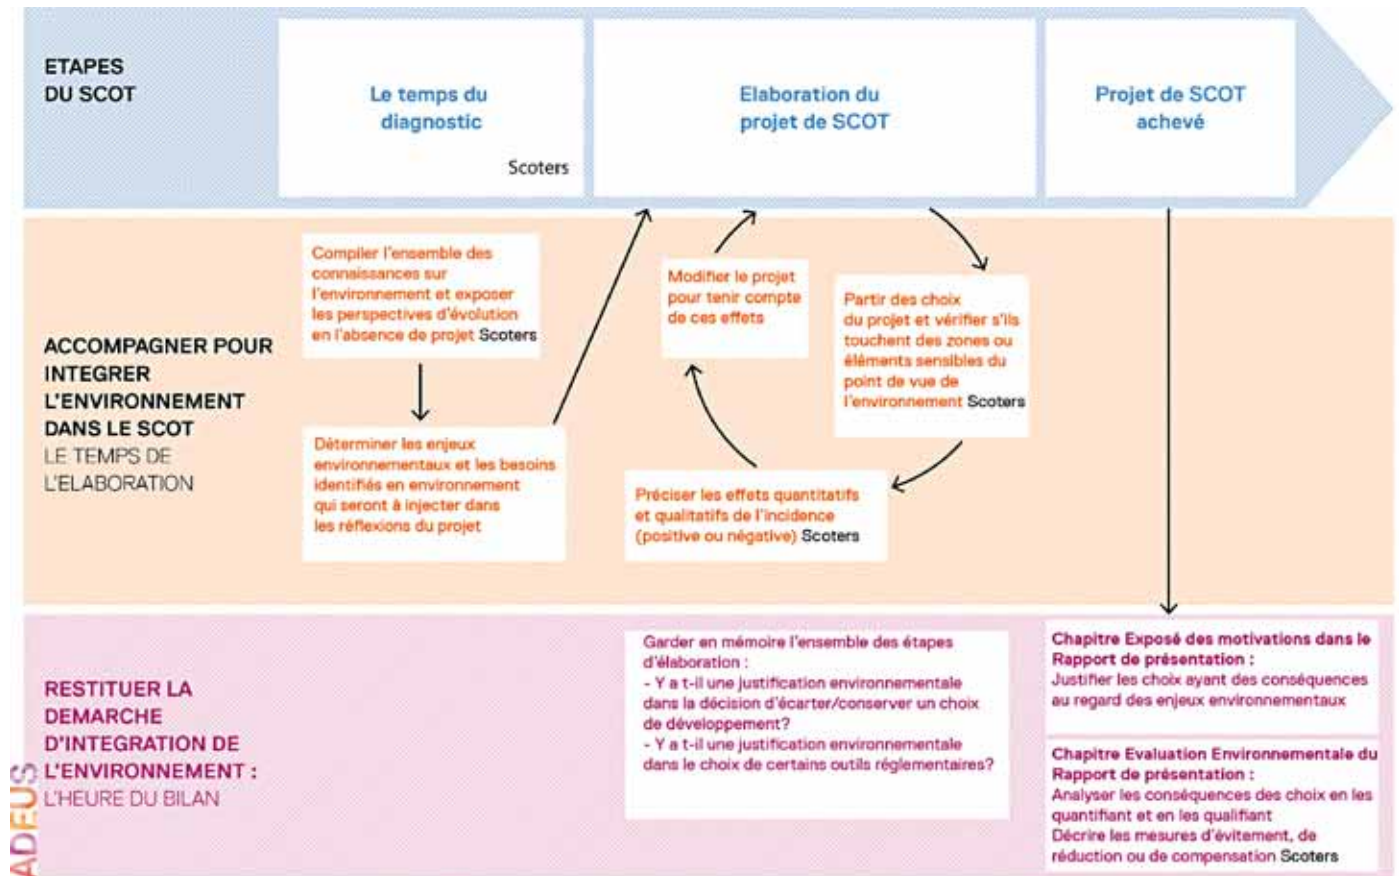 ETAPES
DU SCOT
Le temps du
diagnostic
Scoters
Elaboration du
projet de SCOT
Projet de SCOT
achevé
ACCOMPAGNER POUR
INTEGRER
L'ENVIRONNEMENT
DANS LE SCOT
LE TEMPS DE
L'ELABORATION
Compiler l'ensemble des
connaissances sur
l'environnement et exposer
les perspectives d'évolution
en l'absence de projet Scoters
Déterminer les enjeux
environnementaux et les besoins
identifiés en environnement
qui seront à injecter dans
les réflexions du projet
Modifier le projet
pour tenir compte
de ces effets
Partir des choix
du projet et vérifier s'ils
touchent des zones ou
éléments sensibles du
point de vue de
l'environnement Scoters
Préciser les effets quantitatifs
et qualitatifs de l'incidence
(positive ou négative) Scoters
RESTITUER LA
DEMARCHE
D'INTEGRATION DE
L'ENVIRONNEMENT :
L'HEURE DU BILAN
Garder en mémoire l'ensemble des étapes
d'élaboration :
- Y a t-il une justification environnementale
dans la décision d'écarter/conserver un choix
de développement?
- Y a t-il une justification environnementale
dans le choix de certains outils réglementaires?
Chapitre Exposé des motivations dans le
Rapport de présentation :
Justifier les choix ayant des conséquences
au regard des enjeux environnementaux
Chapitre Evaluation Environnementale du
Rapport de présentation :
Analyser les conséquences des choix en les
quantifiant et en les qualifiant
Décrire les mesures d'évitement, de
réduction ou de compensation Scoters
ADEUS